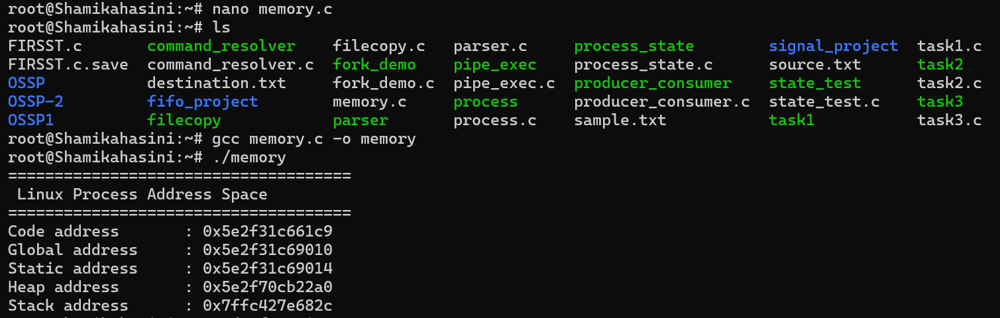 root@Shamikahasini:~# nano memory.c
root@Shamikahasini:~# ls
FIRSST.c       command_resolver    filecopy.c   parser.c     process_state        signal_project  task1.c
FIRSST.c.save  command_resolver.c  fork_demo    pipe_exec    process_state.c      source.txt      task2
OSSP           destination.txt     fork_demo.c  pipe_exec.c  producer_consumer    state_test      task2.c
OSSP-2         fifo_project        memory.c     process      producer_consumer.c  state_test.c    task3
OSSP1          filecopy            parser       process.c    sample.txt           task1           task3.c
root@Shamikahasini:~# gcc memory.c -o memory
root@Shamikahasini:~# ./memory
=====================================
 Linux Process Address Space
=====================================
Code address       : 0x5e2f31c661c9
Global address     : 0x5e2f31c69010
Static address     : 0x5e2f31c69014
Heap address       : 0x5e2f70cb22a0
Stack address      : 0x7ffc427e682c